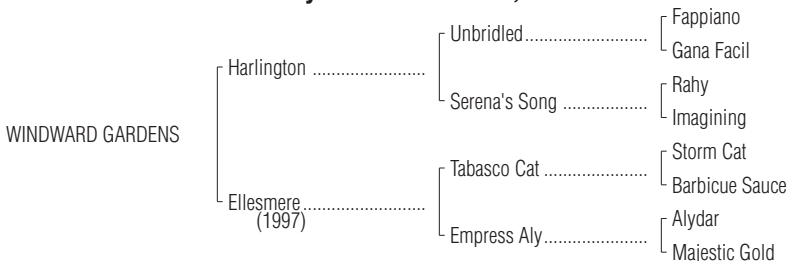 Fappiano
Unbridled
Gana Facil
Harlington
Rahy
Serena's Song
Imagining
WINDWARD GARDENS
Storm Cat
Tabasco Cat
Barbicue Sauce
Ellesmere
(1997)
Alydar
Empress Aly
Majestic Gold